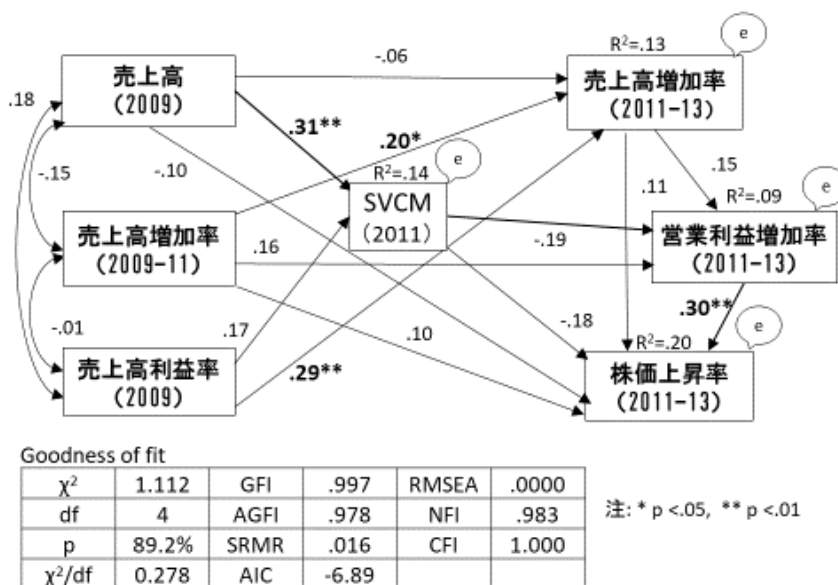 売上高
(2009)
売上高増加率
(2009-11)
売上高利益率
(2009)
SVCM
(2011)
売上高増加率
(2011-13)
営業利益増加率
(2011-13)
株価上昇率
(2011-13)
R²=.13
R²=.14
R²=.09
R²=.20
e
e
e
e
.18
-.15
-.01
-.06
.31**
.20*
-.10
.16
.17
.29**
.10
-.19
-.18
.11
.15
.30**
Goodness of fit
χ² 1.112 GFI .997 RMSEA .0000
df 4 AGFI .978 NFI .983
p 89.2% SRMR .016 CFI 1.000
χ²/df 0.278 AIC -6.89
注: * p <.05, ** p <.01